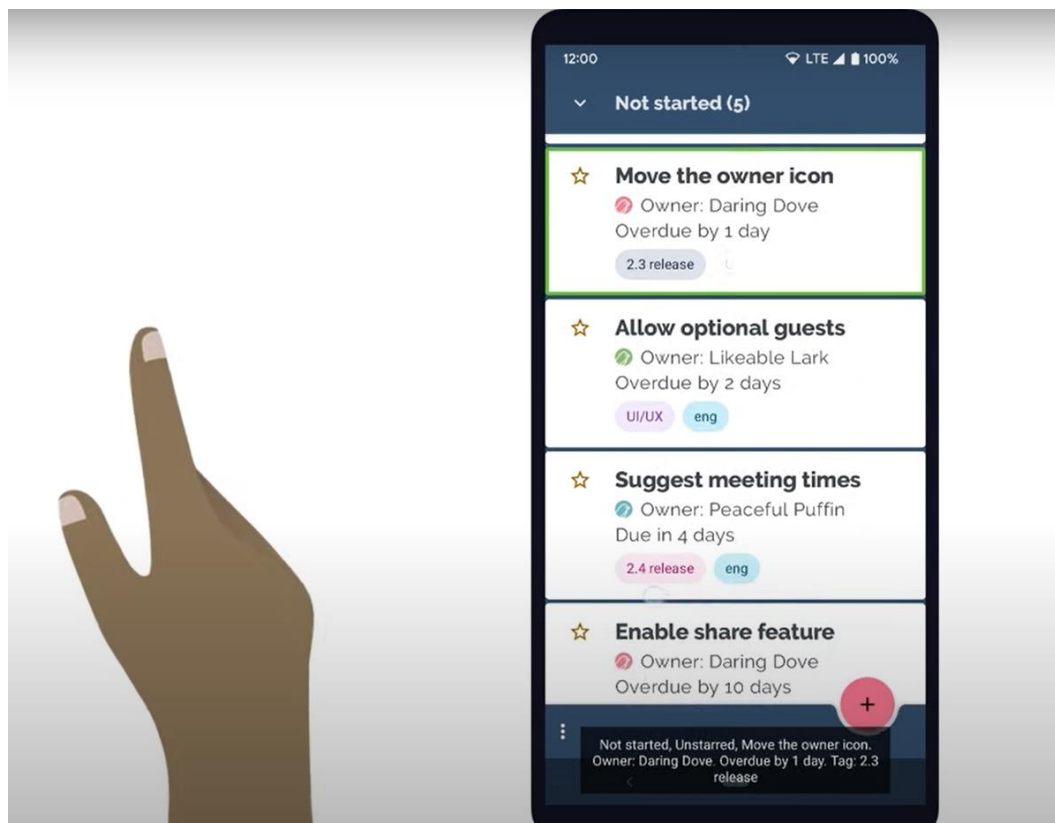 12:00 LTE 100%
Not started (5)
Move the owner icon
Owner: Daring Dove
Overdue by 1 day
2.3 release
Allow optional guests
Owner: Likeable Lark
Overdue by 2 days
UI/UX eng
Suggest meeting times
Owner: Peaceful Puffin
Due in 4 days
2.4 release eng
Enable share feature
Owner: Daring Dove
Overdue by 10 days
+
Not started, Unstarred, Move the owner icon.
Owner: Daring Dove. Overdue by 1 day. Tag: 2.3
release